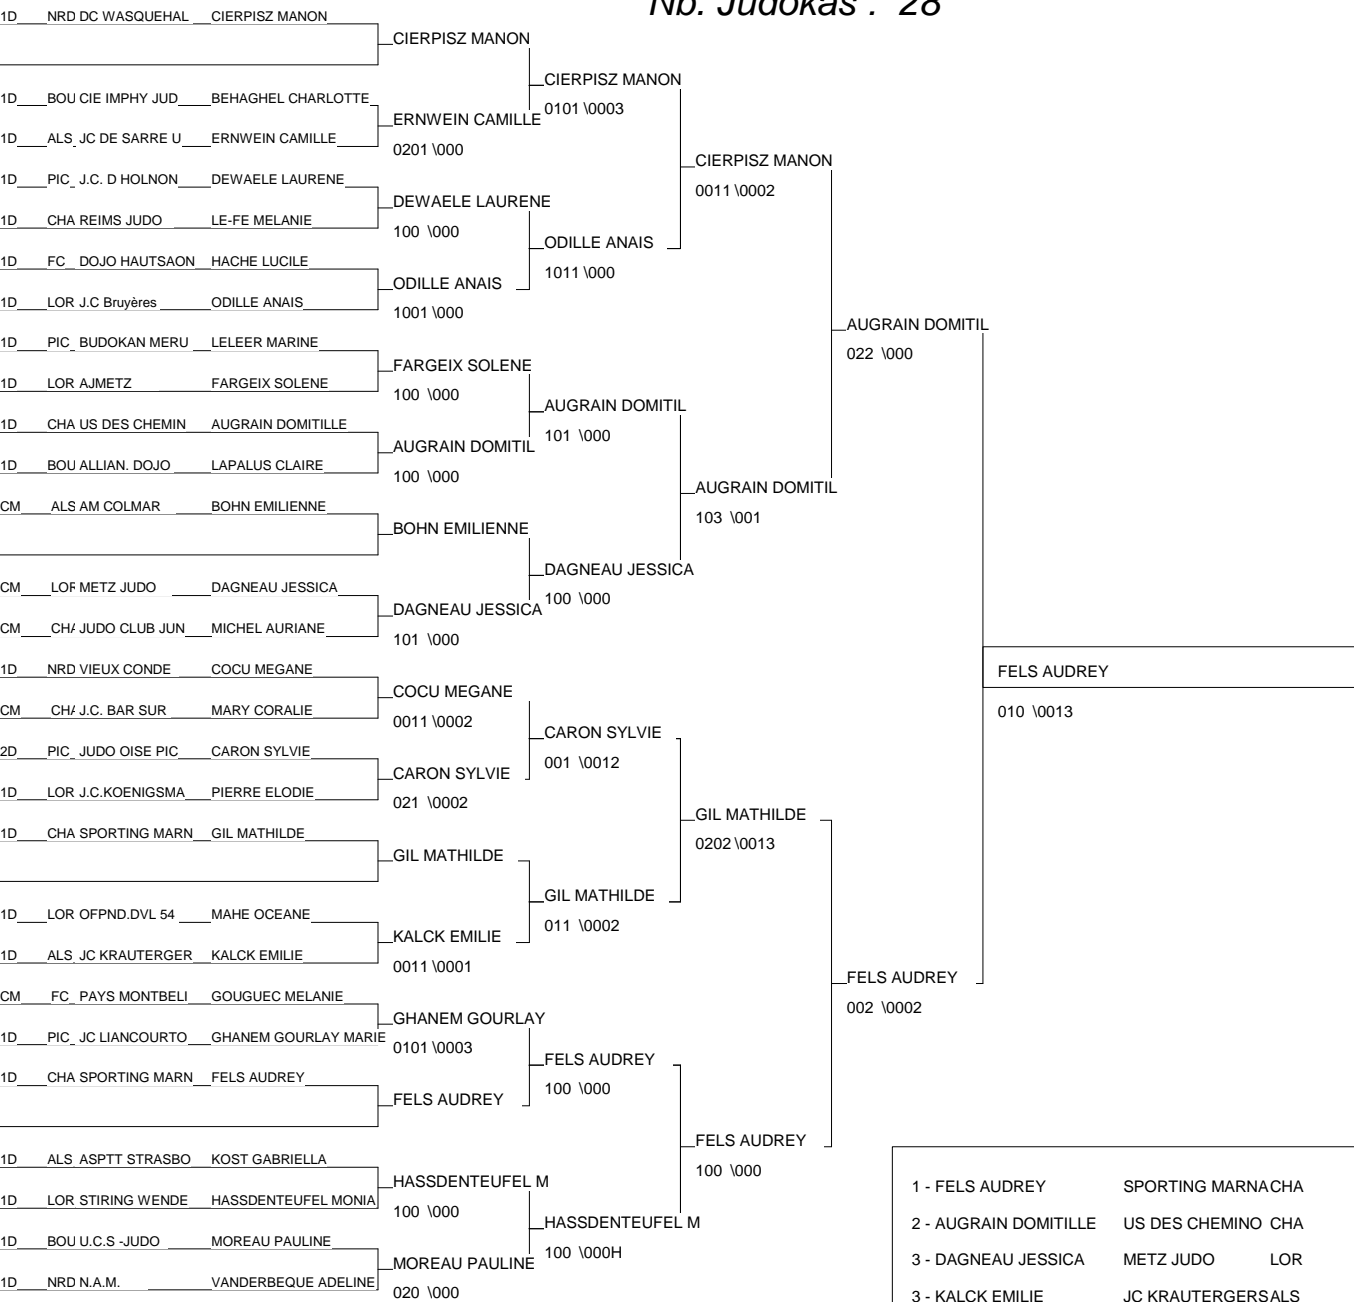 Nb. Judokas : 28
1D NRD DC WASQUEHAL CIERPISZ MANON
CIERPISZ MANON
CIERPISZ MANON
0101 \0003
1D BOU CIE IMPHY JUD BEHAGHEL CHARLOTTE
ERNWEIN CAMILLE
0201 \000
1D ALS JC DE SARRE U ERNWEIN CAMILLE
CIERPISZ MANON
0011 \0002
1D PIC J.C. D HOLNON DEWAELE LAURENE
DEWAELE LAURENE
100 \000
1D CHA REIMS JUDO LE-FE MELANIE
ODILLE ANAIS
1011 \000
1D FC DOJO HAUTSAON HACHE LUCILE
ODILLE ANAIS
1001 \000
1D LOR J.C Bruyères ODILLE ANAIS
AUGRAIN DOMITIL
022 \000
1D PIC BUDOKAN MERU LELEER MARINE
FARGEIX SOLENE
100 \000
1D LOR AJMETZ FARGEIX SOLENE
AUGRAIN DOMITIL
101 \000
1D CHA US DES CHEMIN AUGRAIN DOMITILLE
AUGRAIN DOMITIL
100 \000
1D BOU ALLIAN. DOJO LAPALUS CLAIRE
AUGRAIN DOMITIL
103 \001
CM ALS AM COLMAR BOHN EMILIENNE
BOHN EMILIENNE
DAGNEAU JESSICA
100 \000
CM LOR METZ JUDO DAGNEAU JESSICA
DAGNEAU JESSICA
101 \000
CM CHA JUDO CLUB JUN MICHEL AURIANE
FELS AUDREY
010 \0013
1D NRD VIEUX CONDE COCU MEGANE
COCU MEGANE
0011 \0002
CM CHA J.C. BAR SUR MARY CORALIE
CARON SYLVIE
001 \0012
2D PIC JUDO OISE PIC CARON SYLVIE
CARON SYLVIE
021 \0002
1D LOR J.C.KOENIGSMA PIERRE ELODIE
GIL MATHILDE
0202 \0013
1D CHA SPORTING MARN GIL MATHILDE
GIL MATHILDE
GIL MATHILDE
011 \0002
1D LOR OFPND.DVL 54 MAHE OCEANE
KALCK EMILIE
0011 \0001
1D ALS JC KRAUTERGER KALCK EMILIE
FELS AUDREY
002 \0002
CM FC PAYS MONTBELI GOUGUEC MELANIE
GHANEM GOURLAY
0101 \0003
1D PIC JC LIANCOURTO GHANEM GOURLAY MARIE
FELS AUDREY
100 \000
1D CHA SPORTING MARN FELS AUDREY
FELS AUDREY
FELS AUDREY
100 \000
1D ALS ASPTT STRASBO KOST GABRIELLA
HASSDENTEUFEL M
100 \000
1D LOR STIRING WENDE HASSDENTEUFEL MONIA
HASSDENTEUFEL M
100 \000H
1D BOU U.C.S -JUDO MOREAU PAULINE
MOREAU PAULINE
020 \000
1D NRD N.A.M. VANDERBEQUE ADELINE
1 - FELS AUDREY SPORTING MARNACHA
2 - AUGRAIN DOMITILLE US DES CHEMINO CHA
3 - DAGNEAU JESSICA METZ JUDO LOR
3 - KALCK EMILIE JC KRAUTERGERSALS